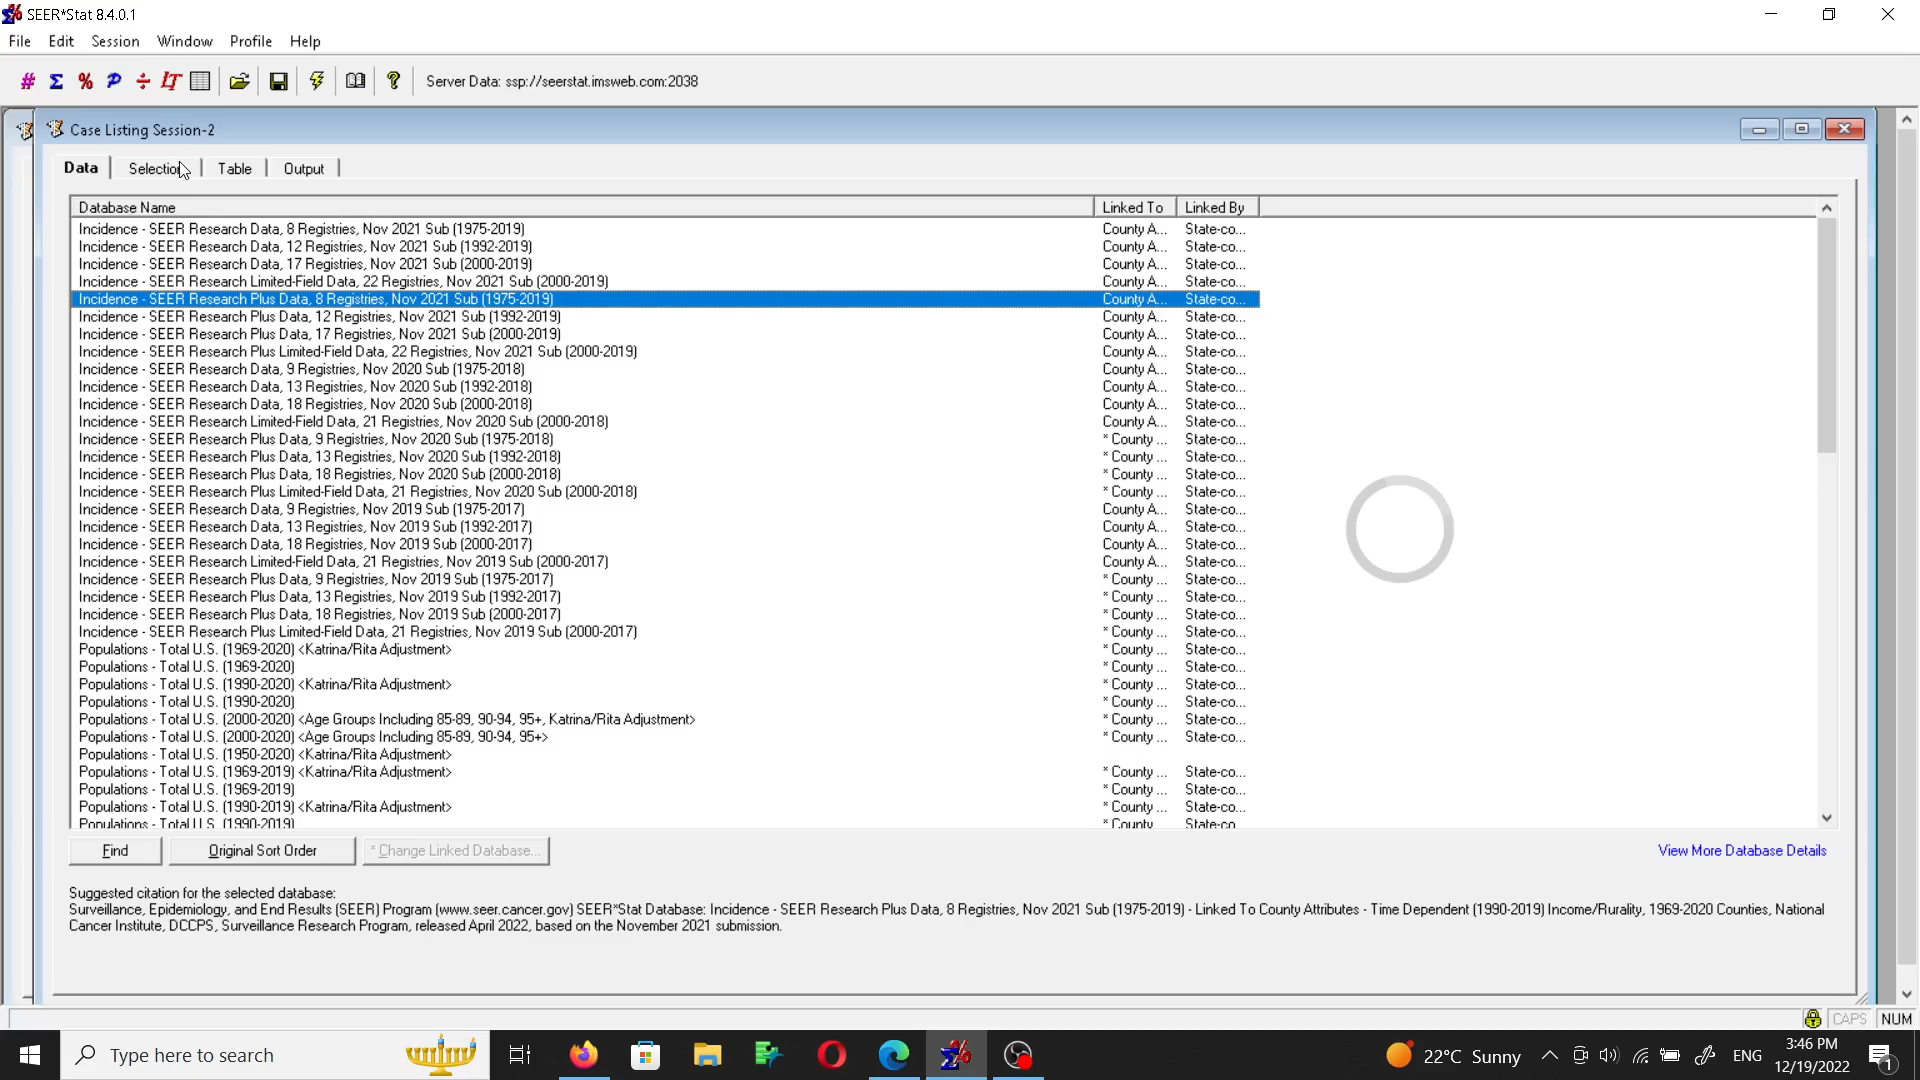 SEER*Stat 8.4.0.1
File Edit Session Window Profile Help
# Σ % P ÷ LT Server Data: ssp://seerstat.imsweb.com:2038
Case Listing Session-2
Data Selection Table Output
Database Name Linked To Linked By
Incidence - SEER Research Data, 8 Registries, Nov 2021 Sub (1975-2019) County A... State-co...
Incidence - SEER Research Data, 12 Registries, Nov 2021 Sub (1992-2019) County A... State-co...
Incidence - SEER Research Data, 17 Registries, Nov 2021 Sub (2000-2019) County A... State-co...
Incidence - SEER Research Limited-Field Data, 22 Registries, Nov 2021 Sub (2000-2019) County A... State-co...
Incidence - SEER Research Plus Data, 8 Registries, Nov 2021 Sub (1975-2019) County A... State-co...
Incidence - SEER Research Plus Data, 12 Registries, Nov 2021 Sub (1992-2019) County A... State-co...
Incidence - SEER Research Plus Data, 17 Registries, Nov 2021 Sub (2000-2019) County A... State-co...
Incidence - SEER Research Plus Limited-Field Data, 22 Registries, Nov 2021 Sub (2000-2019) County A... State-co...
Incidence - SEER Research Data, 9 Registries, Nov 2020 Sub (1975-2018) County A... State-co...
Incidence - SEER Research Data, 13 Registries, Nov 2020 Sub (1992-2018) County A... State-co...
Incidence - SEER Research Data, 18 Registries, Nov 2020 Sub (2000-2018) County A... State-co...
Incidence - SEER Research Limited-Field Data, 21 Registries, Nov 2020 Sub (2000-2018) County A... State-co...
Incidence - SEER Research Plus Data, 9 Registries, Nov 2020 Sub (1975-2018) * County ... State-co...
Incidence - SEER Research Plus Data, 13 Registries, Nov 2020 Sub (1992-2018) * County ... State-co...
Incidence - SEER Research Plus Data, 18 Registries, Nov 2020 Sub (2000-2018) * County ... State-co...
Incidence - SEER Research Plus Limited-Field Data, 21 Registries, Nov 2020 Sub (2000-2018) * County ... State-co...
Incidence - SEER Research Data, 9 Registries, Nov 2019 Sub (1975-2017) County A... State-co...
Incidence - SEER Research Data, 13 Registries, Nov 2019 Sub (1992-2017) County A... State-co...
Incidence - SEER Research Data, 18 Registries, Nov 2019 Sub (2000-2017) County A... State-co...
Incidence - SEER Research Limited-Field Data, 21 Registries, Nov 2019 Sub (2000-2017) County A... State-co...
Incidence - SEER Research Plus Data, 9 Registries, Nov 2019 Sub (1975-2017) * County ... State-co...
Incidence - SEER Research Plus Data, 13 Registries, Nov 2019 Sub (1992-2017) * County ... State-co...
Incidence - SEER Research Plus Data, 18 Registries, Nov 2019 Sub (2000-2017) * County ... State-co...
Incidence - SEER Research Plus Limited-Field Data, 21 Registries, Nov 2019 Sub (2000-2017) * County ... State-co...
Populations - Total U.S. (1969-2020) <Katrina/Rita Adjustment> * County ... State-co...
Populations - Total U.S. (1969-2020) * County ... State-co...
Populations - Total U.S. (1990-2020) <Katrina/Rita Adjustment> * County ... State-co...
Populations - Total U.S. (1990-2020) * County ... State-co...
Populations - Total U.S. (2000-2020) <Age Groups Including 85-89, 90-94, 95+, Katrina/Rita Adjustment> * County ... State-co...
Populations - Total U.S. (2000-2020) <Age Groups Including 85-89, 90-94, 95+> * County ... State-co...
Populations - Total U.S. (1950-2020) <Katrina/Rita Adjustment>
Populations - Total U.S. (1969-2019) <Katrina/Rita Adjustment> * County ... State-co...
Populations - Total U.S. (1969-2019) * County ... State-co...
Populations - Total U.S. (1990-2019) <Katrina/Rita Adjustment> * County ... State-co...
Populations - Total U.S. (1990-2019) * County State-co
Find Original Sort Order * Change Linked Database... View More Database Details
Suggested citation for the selected database:
Surveillance, Epidemiology, and End Results (SEER) Program (www.seer.cancer.gov) SEER*Stat Database: Incidence - SEER Research Plus Data, 8 Registries, Nov 2021 Sub (1975-2019) - Linked To County Attributes - Time Dependent (1990-2019) Income/Rurality, 1969-2020 Counties, National
Cancer Institute, DCCPS, Surveillance Research Program, released April 2022, based on the November 2021 submission.
CAPS NUM
Type here to search 22°C Sunny ENG 3:46 PM
12/19/2022 1